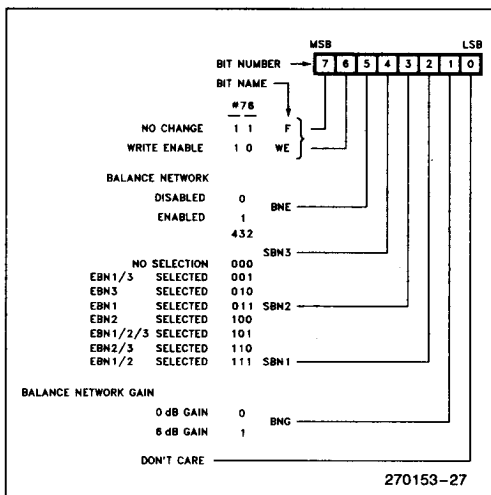 MSB LSB
BIT NUMBER 7 6 5 4 3 2 1 0
BIT NAME
#76
NO CHANGE 1 1 F
WRITE ENABLE 1 0 WE
BALANCE NETWORK
DISABLED 0
ENABLED 1 BNE
432
SBN3
NO SELECTION 000
EBN1/3 SELECTED 001
EBN3 SELECTED 010
EBN1 SELECTED 011 SBN2
EBN2 SELECTED 100
EBN1/2/3 SELECTED 101
EBN2/3 SELECTED 110
EBN1/2 SELECTED 111 SBN1
BALANCE NETWORK GAIN
0 dB GAIN 0
6 dB GAIN 1 BNG
DON'T CARE
270153-27